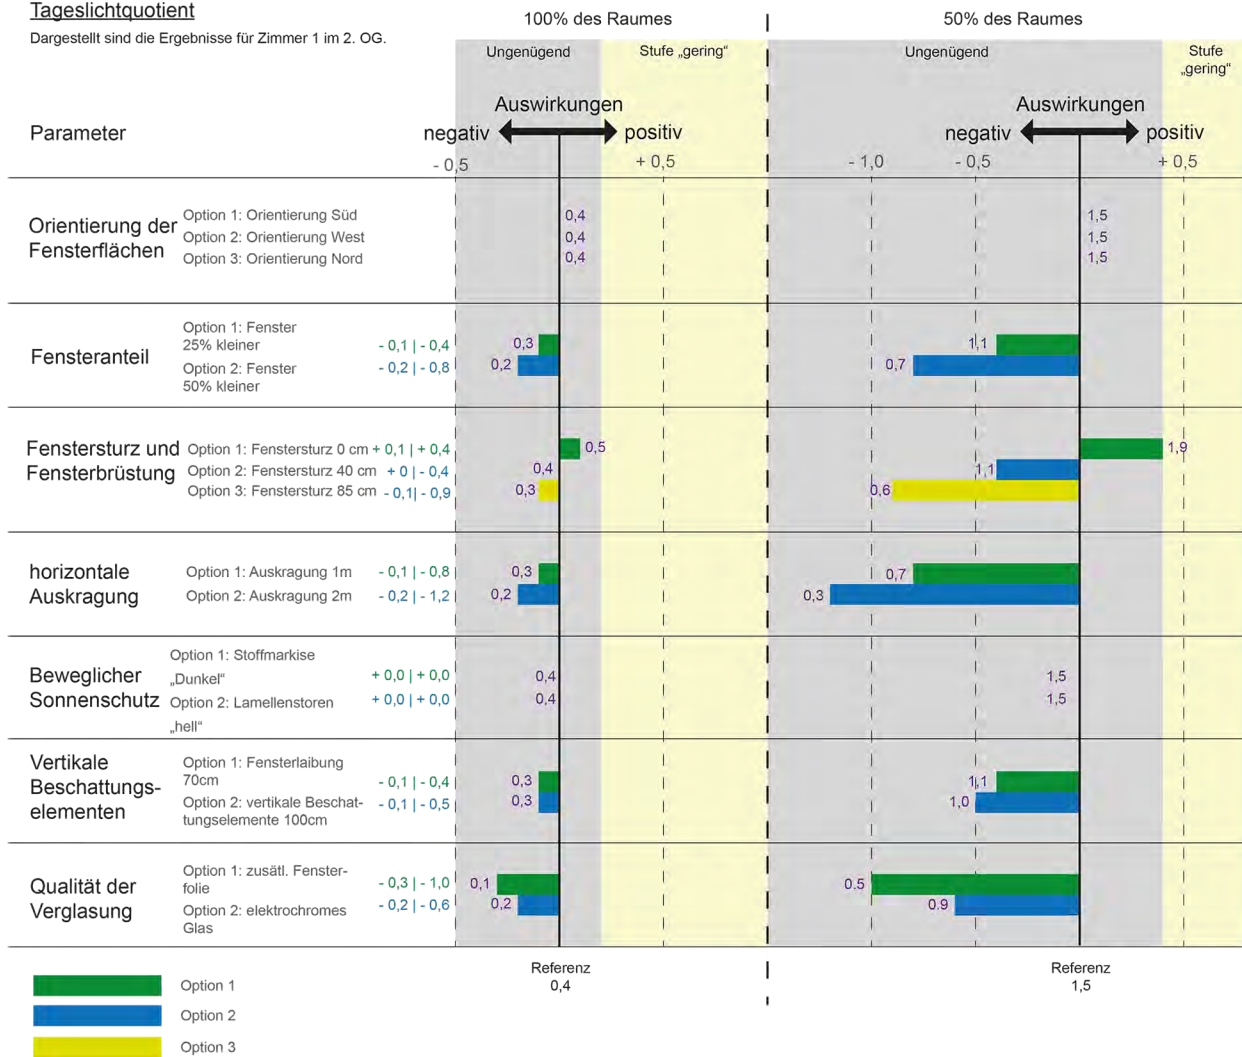 Tageslichtquotient
Dargestellt sind die Ergebnisse für Zimmer 1 im 2. OG.
100% des Raumes
50% des Raumes
Ungenügend
Stufe „gering“
Ungenügend
Stufe
„gering“
Parameter
Auswirkungen
negativ
positiv
Auswirkungen
negativ
positiv
- 0,5
+ 0,5
- 1,0
- 0,5
+ 0,5
Orientierung der
Fensterflächen
Option 1: Orientierung Süd
Option 2: Orientierung West
Option 3: Orientierung Nord
0,4
0,4
0,4
1,5
1,5
1,5
Fensteranteil
Option 1: Fenster
25% kleiner
Option 2: Fenster
50% kleiner
- 0,1 | - 0,4
- 0,2 | - 0,8
0,3
0,2
1,1
0,7
Fenstersturz und
Fensterbrüstung
Option 1: Fenstersturz 0 cm + 0,1 | + 0,4
Option 2: Fenstersturz 40 cm + 0 | - 0,4
Option 3: Fenstersturz 85 cm - 0,1| - 0,9
0,5
0,4
0,3
1,9
1,1
0,6
horizontale
Auskragung
Option 1: Auskragung 1m - 0,1 | - 0,8
Option 2: Auskragung 2m - 0,2 | - 1,2
0,3
0,2
0,7
0,3
Beweglicher
Sonnenschutz
Option 1: Stoffmarkise
„Dunkel“
Option 2: Lamellenstoren
„hell“
+ 0,0 | + 0,0
+ 0,0 | + 0,0
0,4
0,4
1,5
1,5
Vertikale
Beschattungs-
elementen
Option 1: Fensterlaibung
70cm
Option 2: vertikale Beschat-
tungselemente 100cm
- 0,1 | - 0,4
- 0,1 | - 0,5
0,3
0,3
1,1
1,0
Qualität der
Verglasung
Option 1: zusätl. Fenster-
folie
Option 2: elektrochromes
Glas
- 0,3 | - 1,0
- 0,2 | - 0,6
0,1
0,2
0.5
0.9
Referenz
0,4
Referenz
1,5
Option 1
Option 2
Option 3